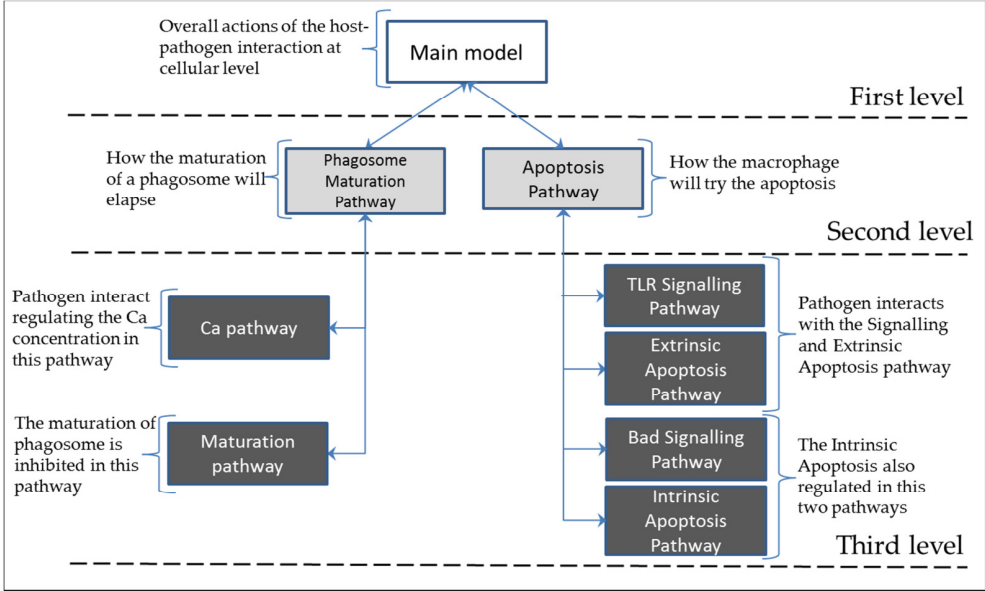 Overall actions of the host-
pathogen interaction at
cellular level
Main model
First level
How the maturation
of a phagosome will
elapse
Phagosome
Maturation
Pathway
Apoptosis
Pathway
How the macrophage
will try the apoptosis
Second level
Pathogen interact
regulating the Ca
concentration in
this pathway
Ca pathway
TLR Signalling
Pathway
Extrinsic
Apoptosis
Pathway
Pathogen interacts
with the Signalling
and Extrinsic
Apoptosis pathway
The maturation of
phagosome is
inhibited in this
pathway
Maturation
pathway
Bad Signalling
Pathway
Intrinsic
Apoptosis
Pathway
The Intrinsic
Apoptosis also
regulated in this
two pathways
Third level